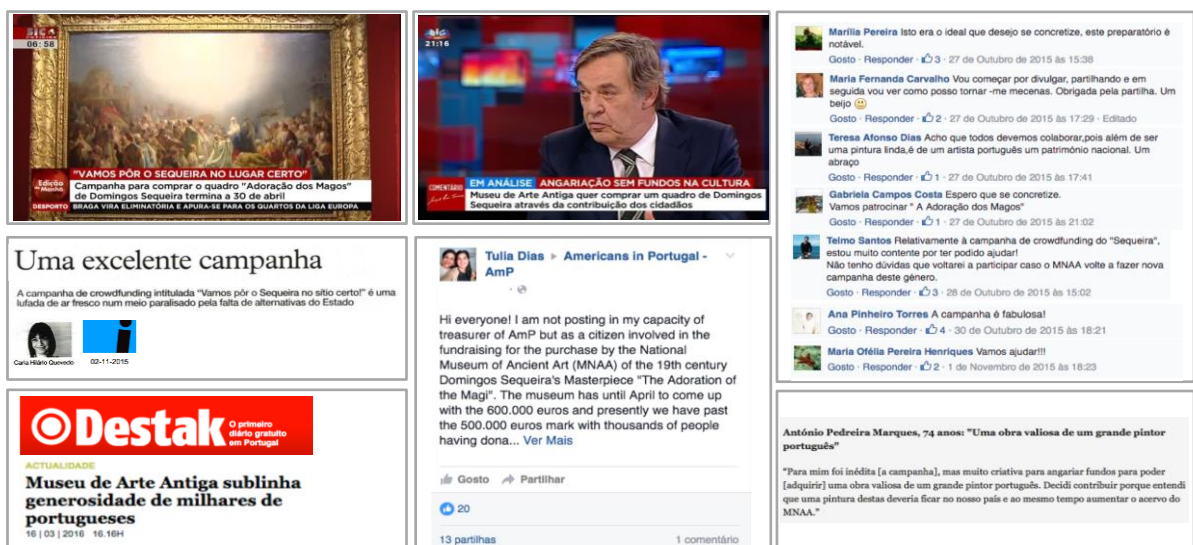 SIC
06:58
"VAMOS PÔR O SEQUEIRA NO LUGAR CERTO"
Edição da Manhã
Campanha para comprar o quadro "Adoração dos Magos"
de Domingos Sequeira termina a 30 de abril
DESPORTO BRAGA VIRA ELIMINATÓRIA E APURA-SE PARA OS QUARTOS DA LIGA EUROPA
SIC
21:16
COMENTÁRIO
EM ANÁLISE ANGARIAÇÃO SEM FUNDOS NA CULTURA
Museu de Arte Antiga quer comprar um quadro de Domingos
Sequeira através da contribuição dos cidadãos
Marília Pereira Isto era o ideal que desejo se concretize, este preparatório é
notável.
Gosto · Responder · 3 · 27 de Outubro de 2015 às 15:38
Maria Fernanda Carvalho Vou começar por divulgar, partilhando e em
seguida vou ver como posso tornar -me mecenas. Obrigada pela partilha. Um
beijo
Gosto · Responder · 2 · 27 de Outubro de 2015 às 17:29 · Editado
Teresa Afonso Dias Acho que todos devemos colaborar,pois além de ser
uma pintura linda,é de um artista português um património nacional. Um
abraço
Gosto · Responder · 1 · 27 de Outubro de 2015 às 17:41
Gabriela Campos Costa Espero que se concretize.
Vamos patrocinar " A Adoração dos Magos"
Gosto · Responder · 1 · 27 de Outubro de 2015 às 21:02
Telmo Santos Relativamente à campanha de crowdfunding do "Sequeira",
estou muito contente por ter podido ajudar!
Não tenho dúvidas que voltarei a participar caso o MNAA volte a fazer nova
campanha deste género.
Gosto · Responder · 3 · 28 de Outubro de 2015 às 15:02
Ana Pinheiro Torres A campanha é fabulosa!
Gosto · Responder · 4 · 30 de Outubro de 2015 às 18:21
Maria Ofélia Pereira Henriques Vamos ajudar!!!
Gosto · Responder · 2 · 1 de Novembro de 2015 às 18:23
Uma excelente campanha
A campanha de crowdfunding intitulada "Vamos pôr o Sequeira no sítio certo!" é uma
lufada de ar fresco num meio paralisado pela falta de alternativas do Estado
i
Carla Hilário Quevedo 02-11-2015
Tulia Dias ▸ Americans in Portugal -
AmP
Hi everyone! I am not posting in my capacity of
treasurer of AmP but as a citizen involved in the
fundraising for the purchase by the National
Museum of Ancient Art (MNAA) of the 19th century
Domingos Sequeira's Masterpiece "The Adoration of
the Magi". The museum has until April to come up
with the 600.000 euros and presently we have past
the 500.000 euros mark with thousands of people
having dona... Ver Mais
Gosto Partilhar
20
13 partilhas 1 comentário
Destak O primeiro
diário gratuito
em Portugal
ACTUALIDADE
Museu de Arte Antiga sublinha
generosidade de milhares de
portugueses
16 | 03 | 2016 16.16H
António Pedreira Marques, 74 anos: "Uma obra valiosa de um grande pintor
português"
"Para mim foi inédita [a campanha], mas muito criativa para angariar fundos para poder
[adquirir] uma obra valiosa de um grande pintor português. Decidi contribuir porque entendi
que uma pintura destas deveria ficar no nosso país e ao mesmo tempo aumentar o acervo do
MNAA."